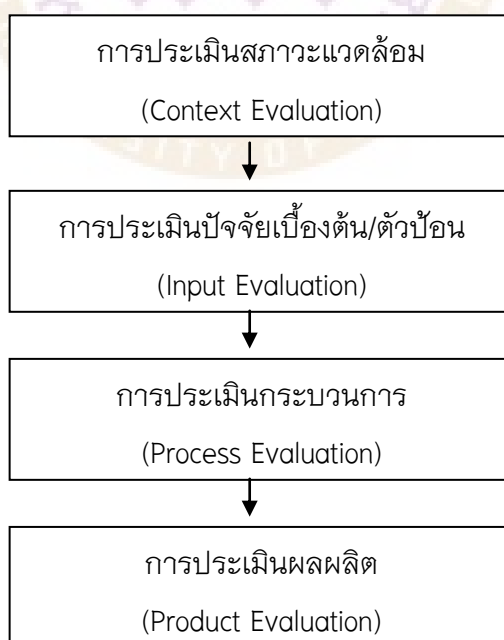 การประเมินสภาวะแวดล้อม
(Context Evaluation)
การประเมินปัจจัยเบื้องต้น/ตัวป้อน
(Input Evaluation)
การประเมินกระบวนการ
(Process Evaluation)
การประเมินผลผลิต
(Product Evaluation)